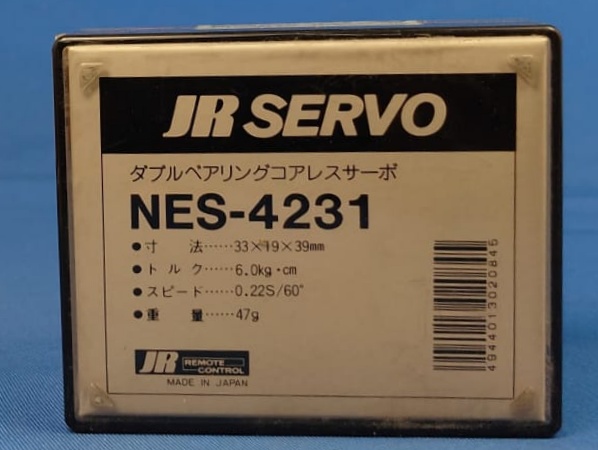 JR SERVO
ダブルベアリングコアレスサーボ
NES-4231
●寸　法……33×19×39mm
●トルク……6.0kg・cm
●スピード……0.22S/60°
●重　量……47g
JR REMOTE CONTROL
MADE IN JAPAN
4944013020845